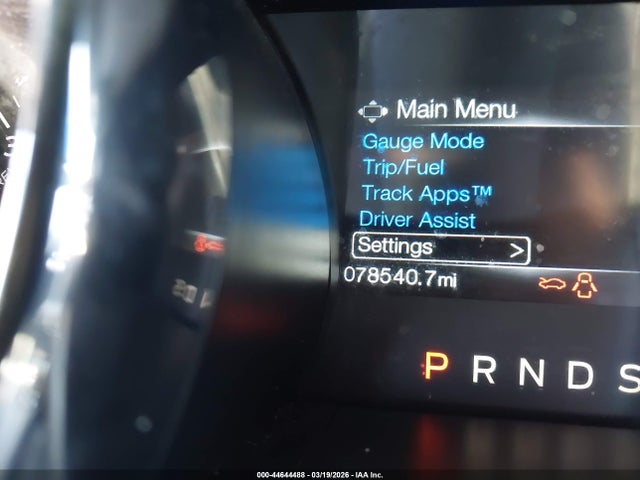 Main Menu
Gauge Mode
Trip/Fuel
Track Apps™
Driver Assist
Settings >
078540.7mi
P R N D S
000-44644488 - 03/19/2026 - IAA Inc.